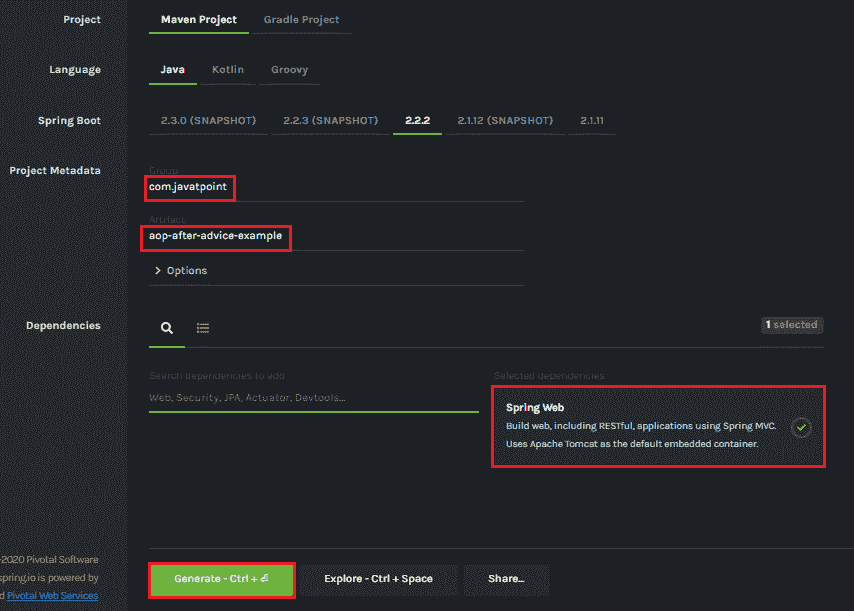 Project
Maven Project
Gradle Project
Language
Java
Kotlin
Groovy
Spring Boot
2.3.0 (SNAPSHOT)
2.2.3 (SNAPSHOT)
2.2.2
2.1.12 (SNAPSHOT)
2.1.11
Project Metadata
Group
com.javatpoint
Artifact
aop-after-advice-example
Options
Dependencies
1 selected
Search dependencies to add
Web, Security, JPA, Actuator, Devtools...
Selected dependencies
Spring Web
Build web, including RESTful, applications using Spring MVC.
Uses Apache Tomcat as the default embedded container.
-2020 Pivotal Software
spring.io is powered by
d Pivotal Web Services
Generate - Ctrl + ⏎
Explore - Ctrl + Space
Share...